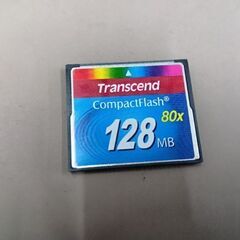 Transcend
CompactFlash®
80x
128 MB